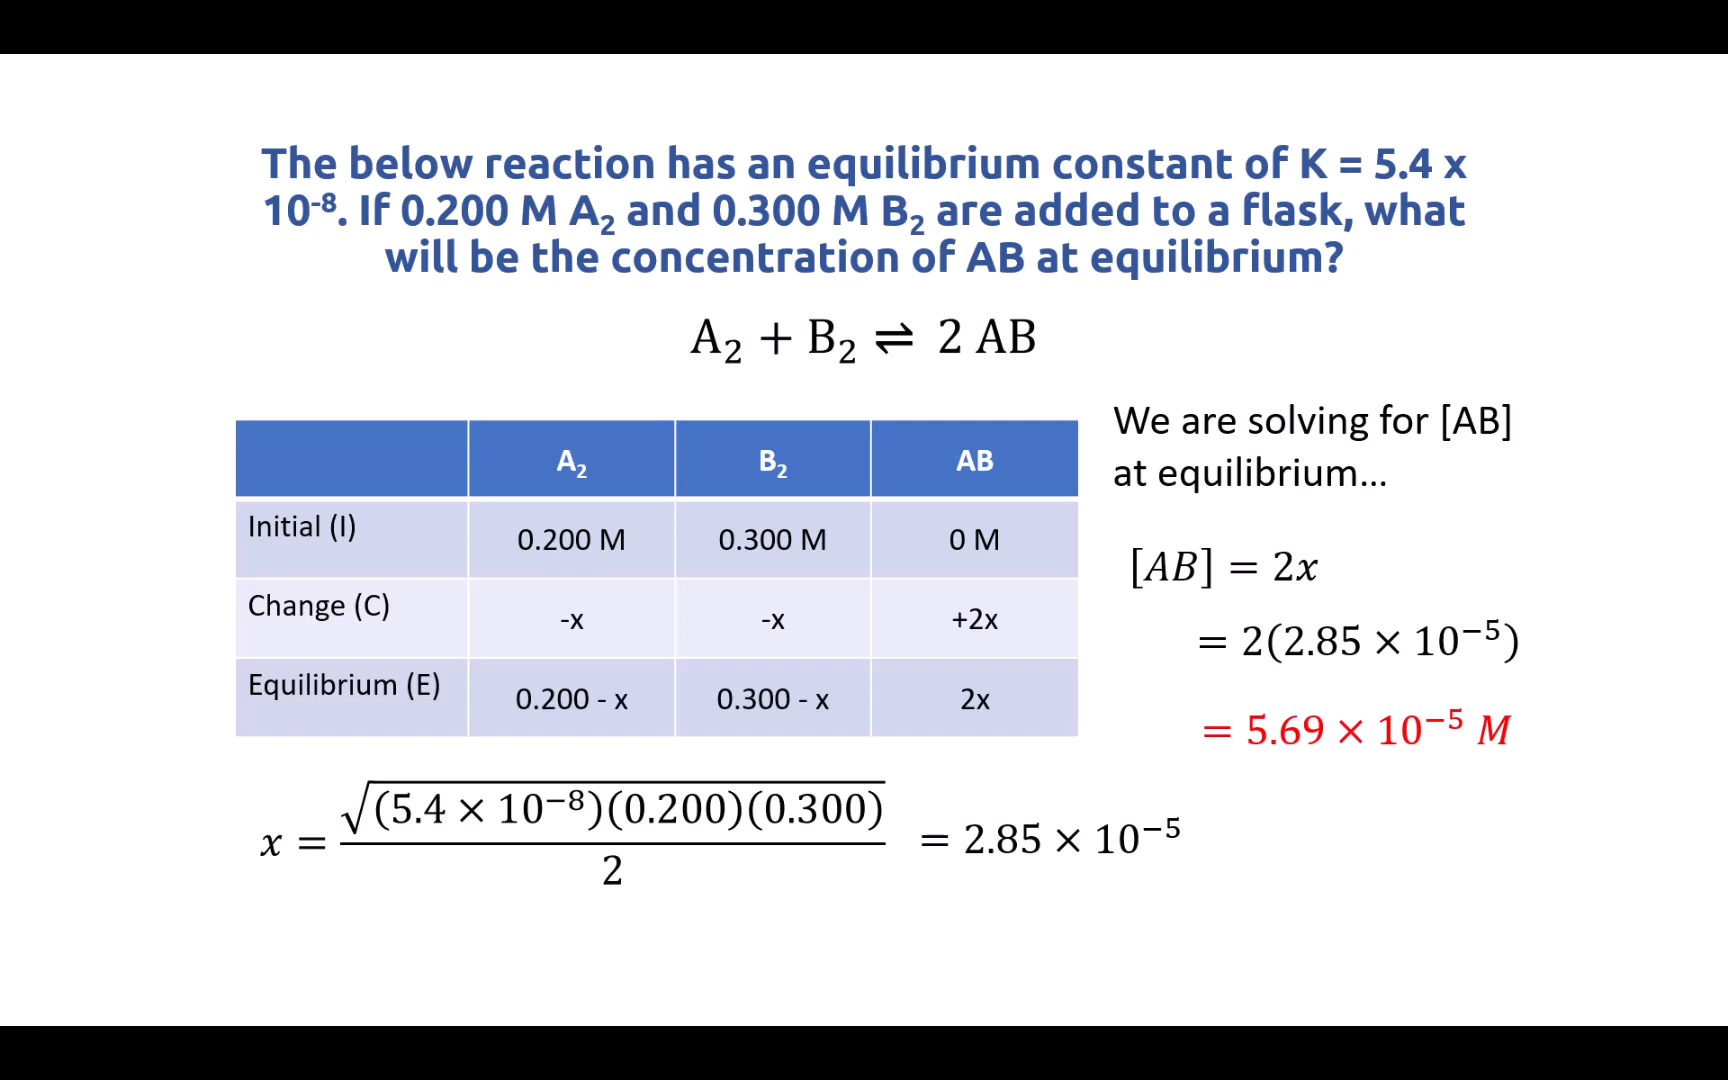 The below reaction has an equilibrium constant of K = 5.4 x
10⁻⁸. If 0.200 M A₂ and 0.300 M B₂ are added to a flask, what
will be the concentration of AB at equilibrium?
A₂ + B₂ ⇌ 2 AB
A₂ B₂ AB
Initial (I) 0.200 M 0.300 M 0 M
Change (C) -x -x +2x
Equilibrium (E) 0.200 - x 0.300 - x 2x
We are solving for [AB]
at equilibrium...
[AB] = 2x
= 2(2.85 × 10⁻⁵)
= 5.69 × 10⁻⁵ M
x = √(5.4 × 10⁻⁸)(0.200)(0.300) / 2 = 2.85 × 10⁻⁵